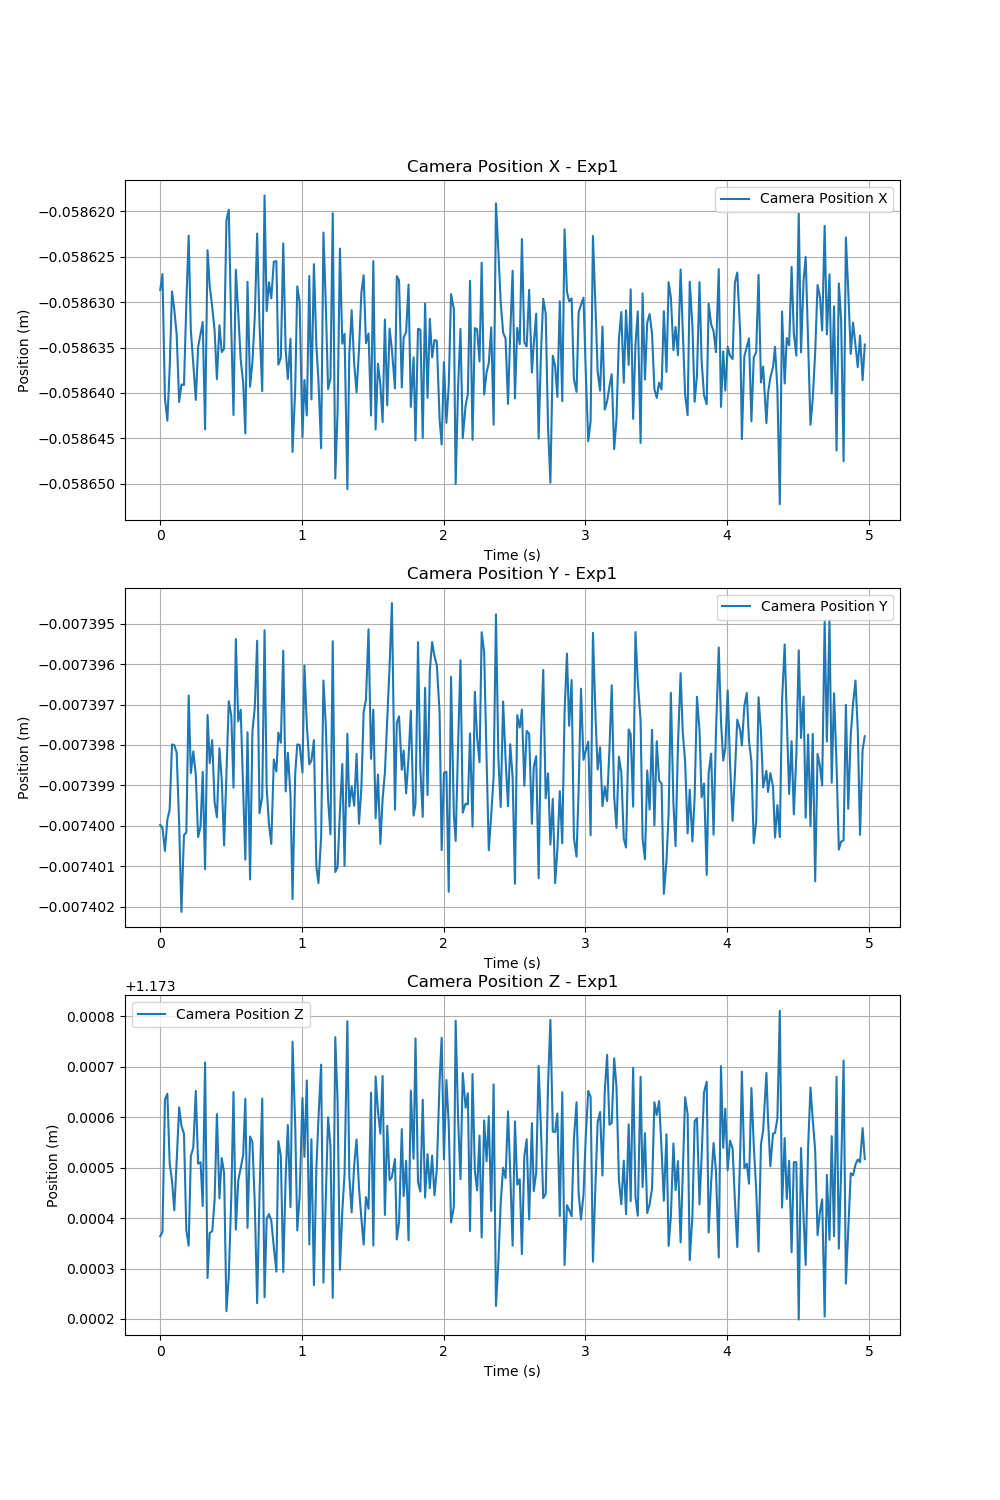 Camera Position X - Exp1
Camera Position X
−0.058620
−0.058625
−0.058630
−0.058635
−0.058640
−0.058645
−0.058650
Position (m)
0 1 2 3 4 5
Time (s)
Camera Position Y - Exp1
Camera Position Y
−0.007395
−0.007396
−0.007397
−0.007398
−0.007399
−0.007400
−0.007401
−0.007402
Position (m)
0 1 2 3 4 5
Time (s)
Camera Position Z - Exp1
+1.173
Camera Position Z
0.0008
0.0007
0.0006
0.0005
0.0004
0.0003
0.0002
Position (m)
0 1 2 3 4 5
Time (s)